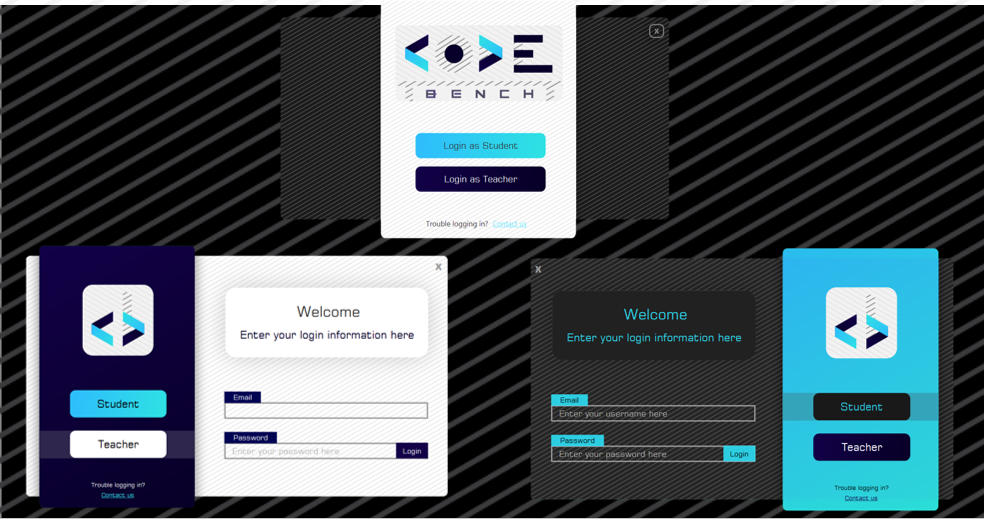 X
KODE
BENCH
Login as Student
Login as Teacher
Trouble logging in? Contact us
X
Welcome
Enter your login information here
Student
Email
Teacher
Password
Enter your password here
Login
Trouble logging in?
Contact us
X
Welcome
Enter your login information here
Email
Enter your username here
Student
Password
Enter your password here
Login
Teacher
Trouble logging in?
Contact us